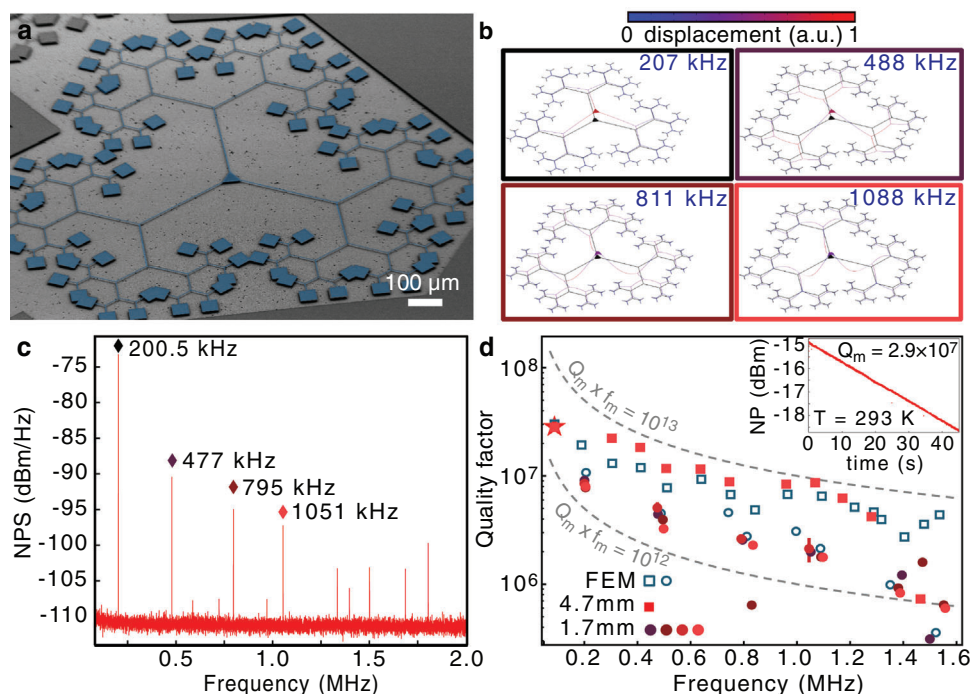 a
100 µm
b
0 displacement (a.u.) 1
207 kHz
488 kHz
811 kHz
1088 kHz
c
NPS (dBm/Hz)
-75
-80
-85
-90
-95
-100
-105
-110
200.5 kHz
477 kHz
795 kHz
1051 kHz
0.5 1.0 1.5 2.0
Frequency (MHz)
d
Quality factor
10⁸
10⁷
10⁶
Qₘ x fₘ = 10¹³
Qₘ x fₘ = 10¹²
FEM
4.7mm
1.7mm
0.2 0.4 0.6 0.8 1.0 1.2 1.4 1.6
Frequency (MHz)
NP (dBm)
-15
-16
-17
-18
Qₘ = 2.9×10⁷
T = 293 K
0 10 20 30 40
time (s)